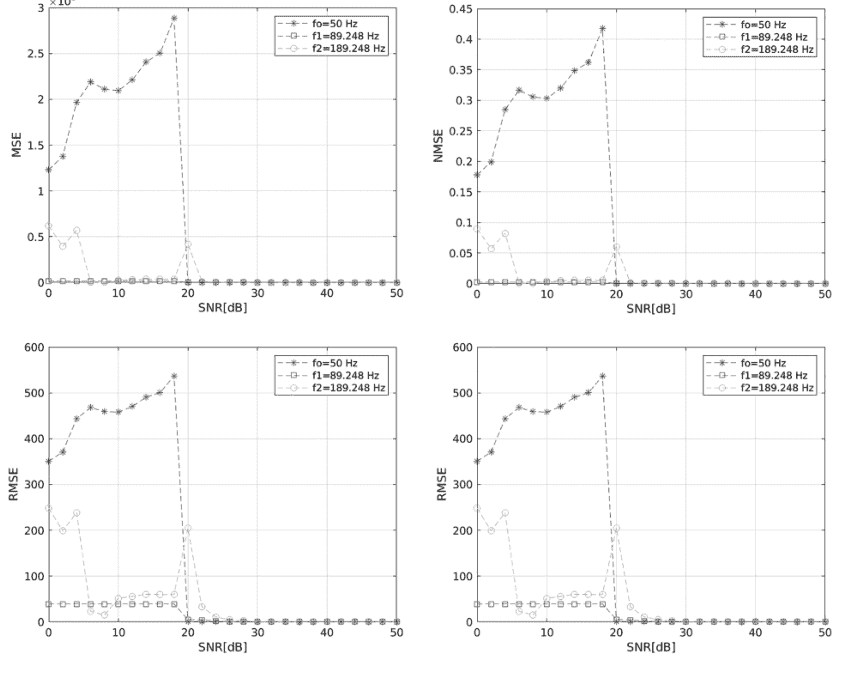 3
2.5
2
1.5
1
0.5
0
MSE
0 10 20 30 40 50
SNR[dB]
fo=50 Hz
f1=89.248 Hz
f2=189.248 Hz
0.45
0.4
0.35
0.3
0.25
0.2
0.15
0.1
0.05
0
NMSE
0 10 20 30 40 50
SNR[dB]
fo=50 Hz
f1=89.248 Hz
f2=189.248 Hz
600
500
400
300
200
100
0
RMSE
0 10 20 30 40 50
SNR[dB]
fo=50 Hz
f1=89.248 Hz
f2=189.248 Hz
600
500
400
300
200
100
0
RMSE
0 10 20 30 40 50
SNR[dB]
fo=50 Hz
f1=89.248 Hz
f2=189.248 Hz